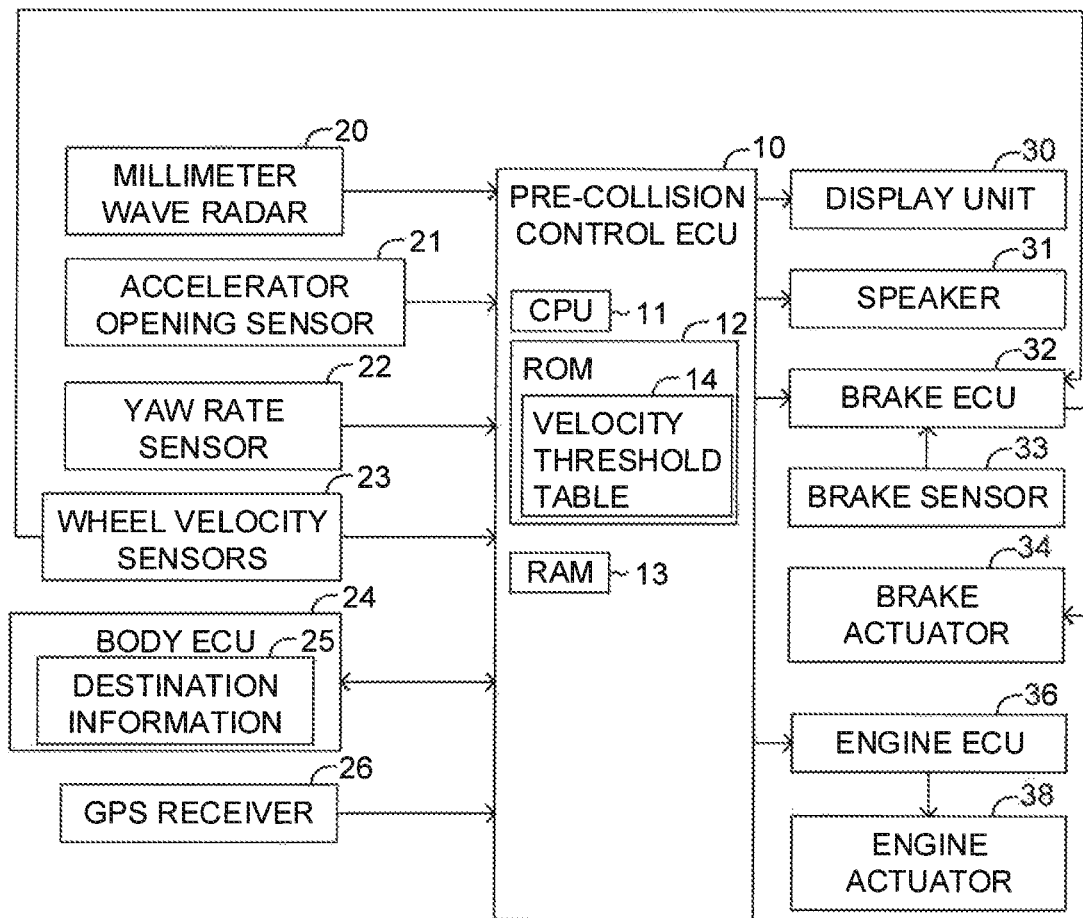 20
MILLIMETER
WAVE RADAR
21
ACCELERATOR
OPENING SENSOR
22
YAW RATE
SENSOR
23
WHEEL VELOCITY
SENSORS
24
BODY ECU
25
DESTINATION
INFORMATION
26
GPS RECEIVER
10
PRE-COLLISION
CONTROL ECU
CPU
11
12
ROM
14
VELOCITY
THRESHOLD
TABLE
RAM
13
30
DISPLAY UNIT
31
SPEAKER
32
BRAKE ECU
33
BRAKE SENSOR
34
BRAKE
ACTUATOR
36
ENGINE ECU
38
ENGINE
ACTUATOR